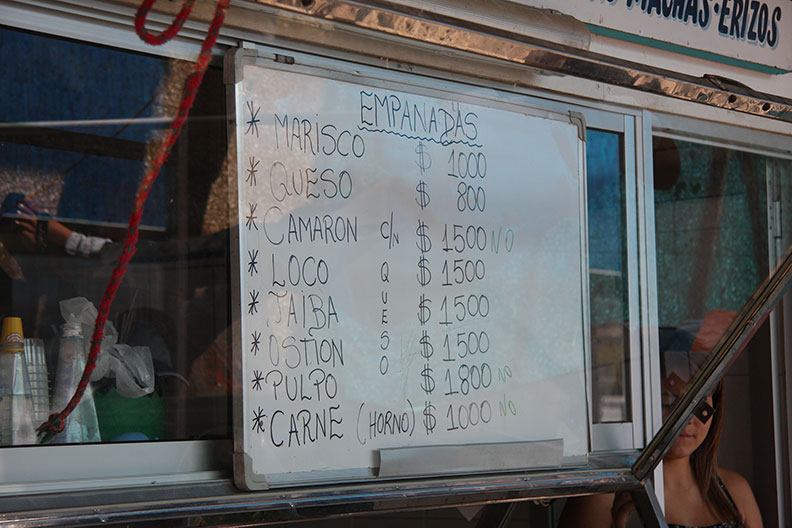 MACHAS • ERIZOS
EMPANADAS
* MARISCO $ 1000
* QUESO $ 800
* CAMARON c/n $ 1500 NO
* LOCO Q $ 1500
* JAIBA U E $ 1500
* OSTION S $ 1500
* PULPO O $ 1800 NO
* CARNE (HORNO) $ 1000 NO